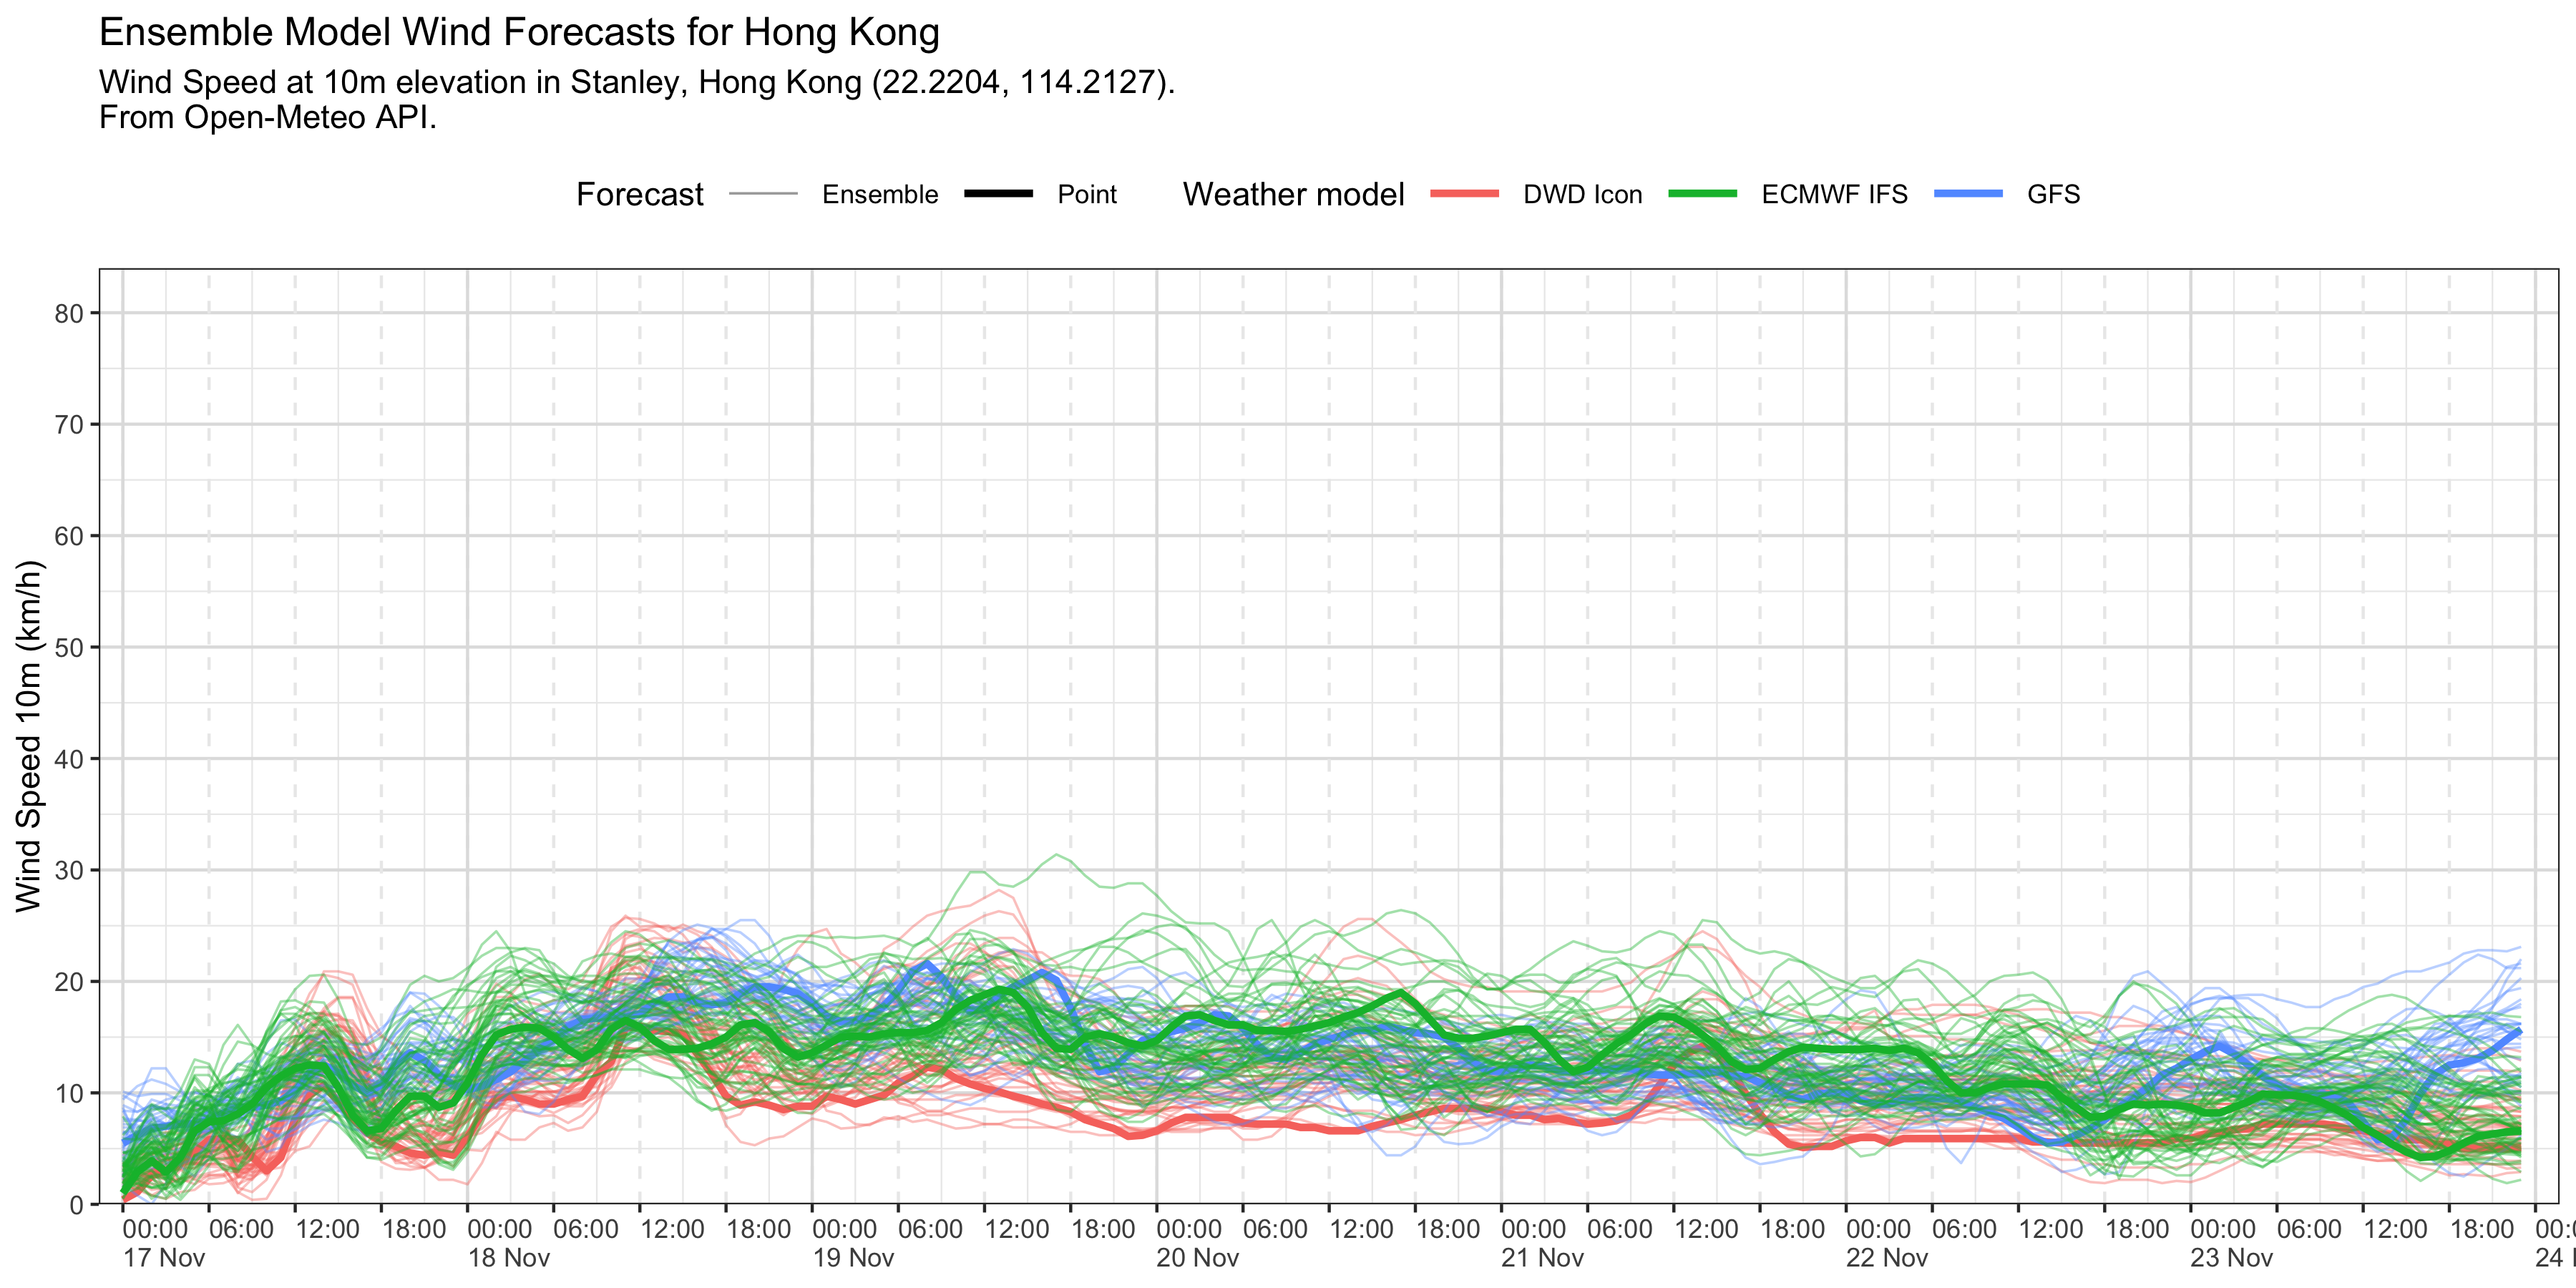 Ensemble Model Wind Forecasts for Hong Kong
Wind Speed at 10m elevation in Stanley, Hong Kong (22.2204, 114.2127).
From Open-Meteo API.
Forecast Ensemble Point Weather model DWD Icon ECMWF IFS GFS
Wind Speed 10m (km/h)
80
70
60
50
40
30
20
10
0
00:00 06:00 12:00 18:00 00:00 06:00 12:00 18:00 00:00 06:00 12:00 18:00 00:00 06:00 12:00 18:00 00:00 06:00 12:00 18:00 00:00 06:00 12:00 18:00 00:00 06:00 12:00 18:00
17 Nov 18 Nov 19 Nov 20 Nov 21 Nov 22 Nov 23 Nov 24